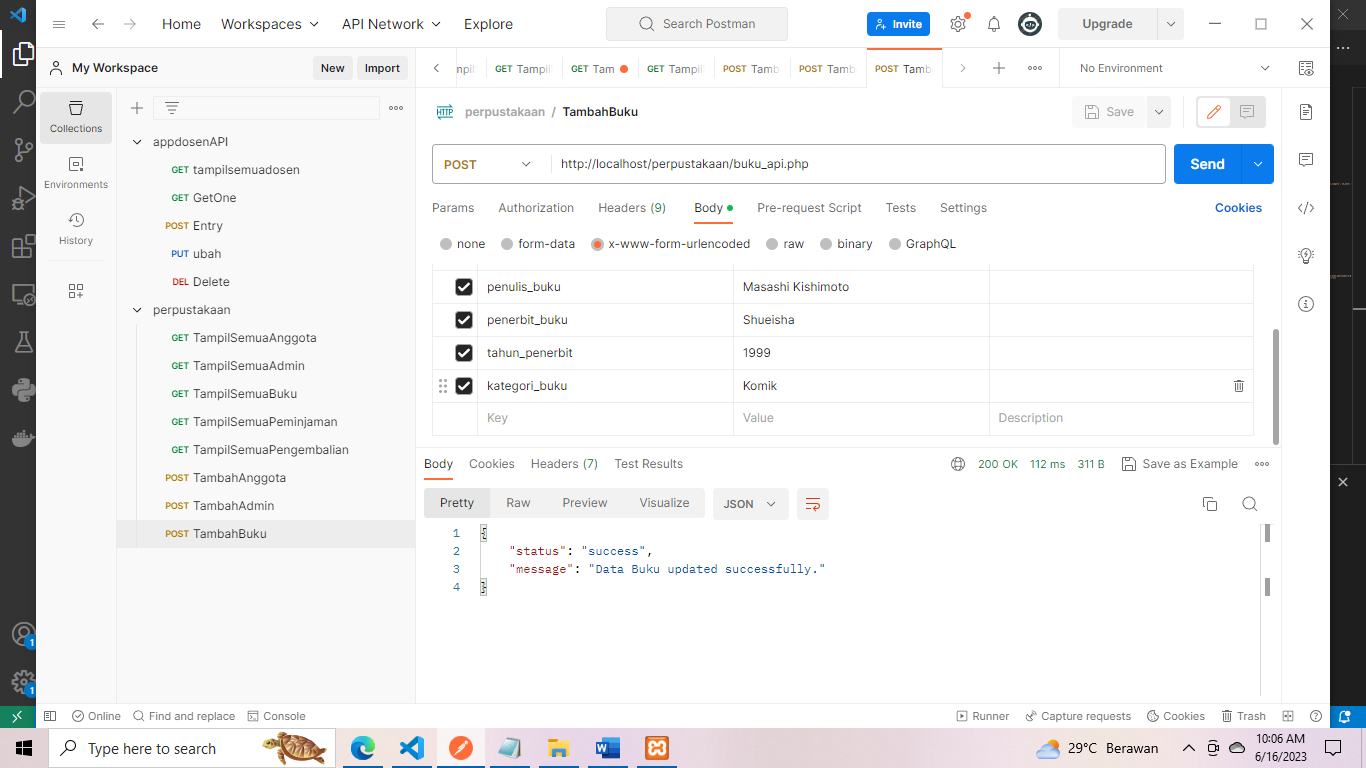 Home Workspaces API Network Explore Search Postman Invite Upgrade
My Workspace New Import
GET Tampil GET Tam GET Tampil POST Tamb POST Tamb POST Tamb No Environment
Collections
Environments
History
appdosenAPI
GET tampilsemuadosen
GET GetOne
POST Entry
PUT ubah
DEL Delete
perpustakaan
GET TampilSemuaAnggota
GET TampilSemuaAdmin
GET TampilSemuaBuku
GET TampilSemuaPeminjaman
GET TampilSemuaPengembalian
POST TambahAnggota
POST TambahAdmin
POST TambahBuku
HTTP perpustakaan / TambahBuku Save
POST http://localhost/perpustakaan/buku_api.php Send
Params Authorization Headers (9) Body Pre-request Script Tests Settings Cookies
none form-data x-www-form-urlencoded raw binary GraphQL
penulis_buku Masashi Kishimoto
penerbit_buku Shueisha
tahun_penerbit 1999
kategori_buku Komik
Key Value Description
Body Cookies Headers (7) Test Results 200 OK 112 ms 311 B Save as Example
Pretty Raw Preview Visualize JSON
1 {
2 "status": "success",
3 "message": "Data Buku updated successfully."
4 }
1
1
Online Find and replace Console Runner Capture requests Cookies Trash
Type here to search 29°C Berawan 10:06 AM
6/16/2023